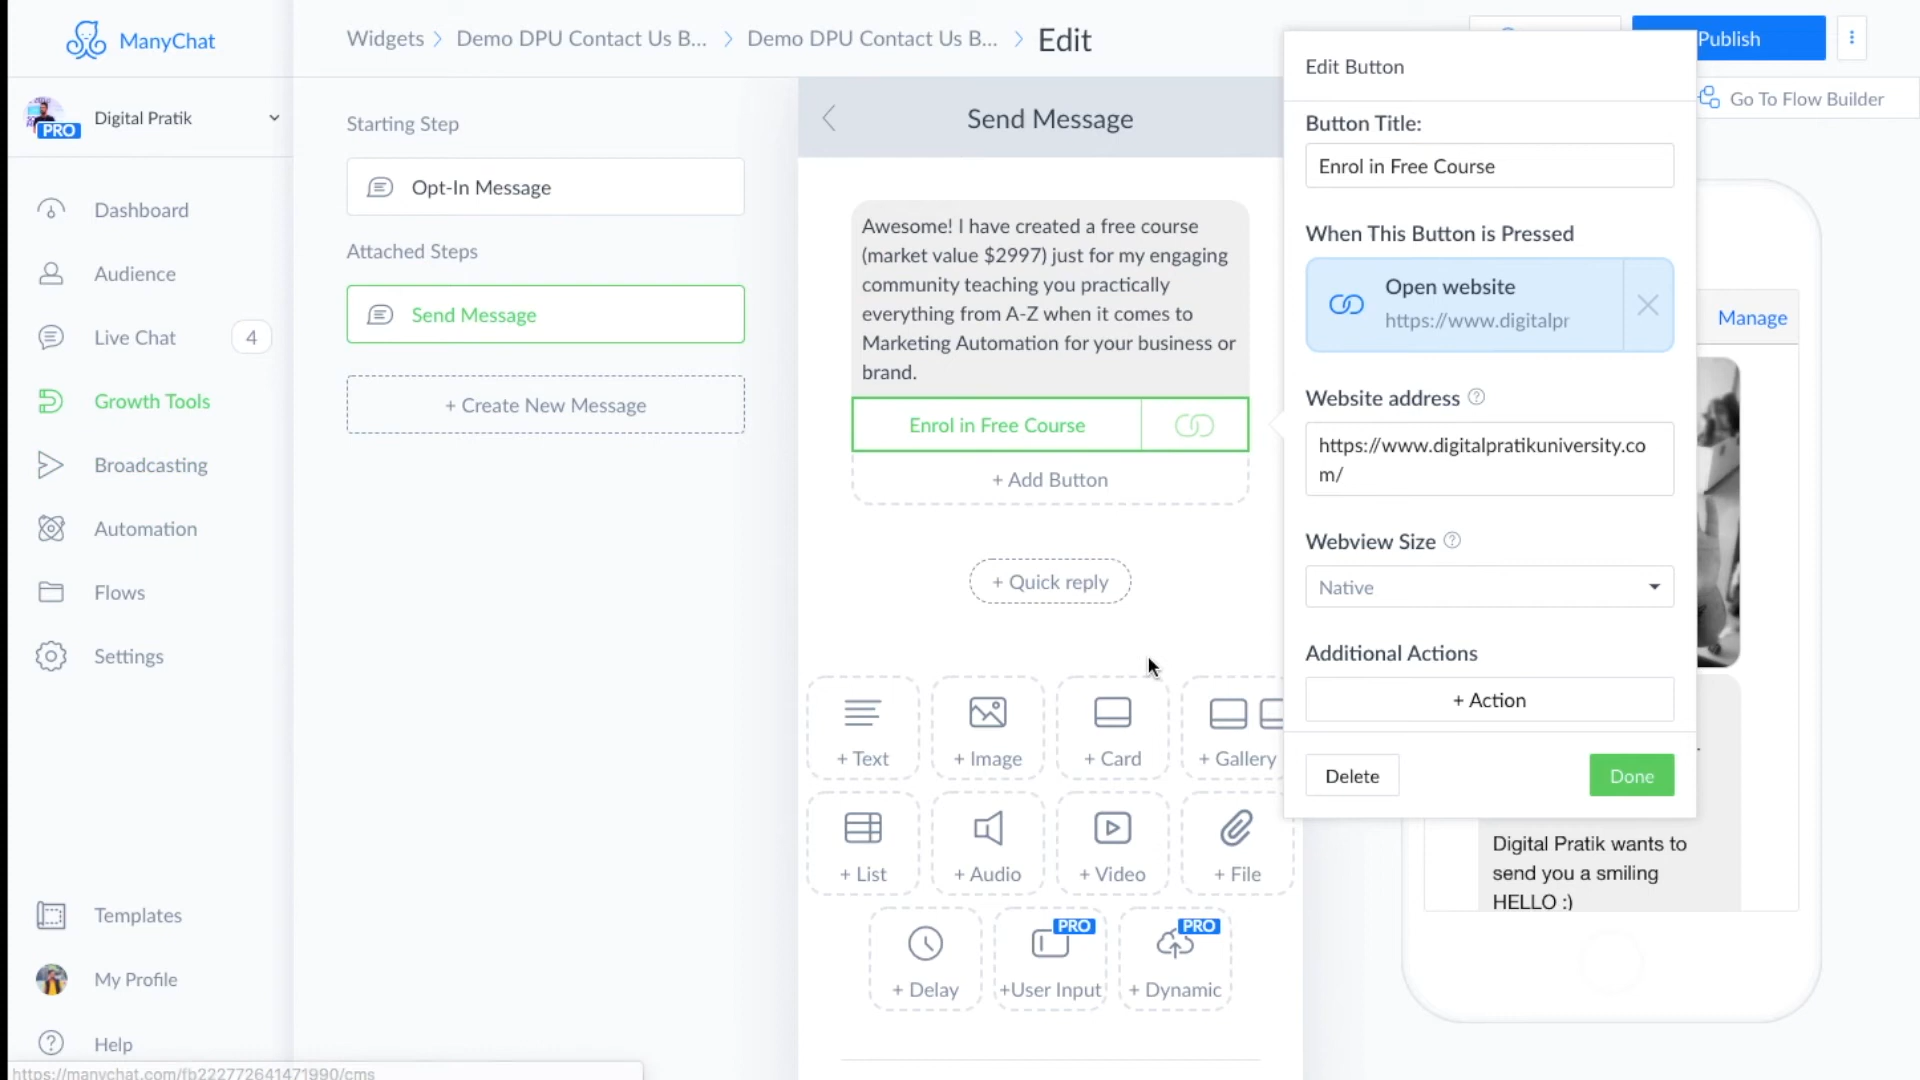 ManyChat
Widgets
Demo DPU Contact Us B...
Demo DPU Contact Us B...
Edit
Publish
Digital Pratik
PRO
Go To Flow Builder
Dashboard
Audience
Live Chat
4
Growth Tools
Broadcasting
Automation
Flows
Settings
Templates
My Profile
Help
https://manychat.com/fb222772641471990/cms
Starting Step
Opt-In Message
Attached Steps
Send Message
+ Create New Message
Send Message
Awesome! I have created a free course
(market value $2997) just for my engaging
community teaching you practically
everything from A-Z when it comes to
Marketing Automation for your business or
brand.
Enrol in Free Course
+ Add Button
+ Quick reply
+ Text
+ Image
+ Card
+ Gallery
+ List
+ Audio
+ Video
+ File
PRO
PRO
+ Delay
+User Input
+ Dynamic
Edit Button
Button Title:
Enrol in Free Course
When This Button is Pressed
Open website
https://www.digitalpr
Website address
https://www.digitalpratikuniversity.co
m/
Webview Size
Native
Additional Actions
+ Action
Delete
Done
Manage
Digital Pratik wants to
send you a smiling
HELLO :)